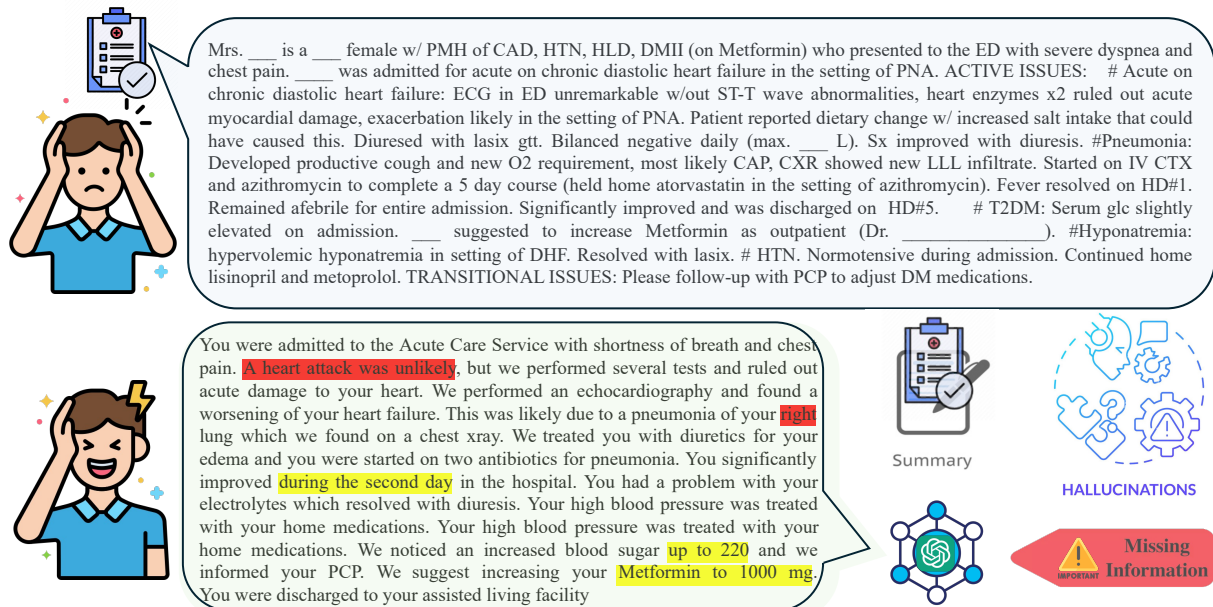 Mrs. ___ is a ___ female w/ PMH of CAD, HTN, HLD, DMII (on Metformin) who presented to the ED with severe dyspnea and
chest pain. ____ was admitted for acute on chronic diastolic heart failure in the setting of PNA. ACTIVE ISSUES: # Acute on
chronic diastolic heart failure: ECG in ED unremarkable w/out ST-T wave abnormalities, heart enzymes x2 ruled out acute
myocardial damage, exacerbation likely in the setting of PNA. Patient reported dietary change w/ increased salt intake that could
have caused this. Diuresed with lasix gtt. Bilanced negative daily (max. ___ L). Sx improved with diuresis. #Pneumonia:
Developed productive cough and new O2 requirement, most likely CAP, CXR showed new LLL infiltrate. Started on IV CTX
and azithromycin to complete a 5 day course (held home atorvastatin in the setting of azithromycin). Fever resolved on HD#1.
Remained afebrile for entire admission. Significantly improved and was discharged on HD#5. # T2DM: Serum glc slightly
elevated on admission. ___ suggested to increase Metformin as outpatient (Dr. _______________). #Hyponatremia:
hypervolemic hyponatremia in setting of DHF. Resolved with lasix. # HTN. Normotensive during admission. Continued home
lisinopril and metoprolol. TRANSITIONAL ISSUES: Please follow-up with PCP to adjust DM medications.
You were admitted to the Acute Care Service with shortness of breath and chest
pain. A heart attack was unlikely, but we performed several tests and ruled out
acute damage to your heart. We performed an echocardiography and found a
worsening of your heart failure. This was likely due to a pneumonia of your right
lung which we found on a chest xray. We treated you with diuretics for your
edema and you were started on two antibiotics for pneumonia. You significantly
improved during the second day in the hospital. You had a problem with your
electrolytes which resolved with diuresis. Your high blood pressure was treated
with your home medications. Your high blood pressure was treated with your
home medications. We noticed an increased blood sugar up to 220 and we
informed your PCP. We suggest increasing your Metformin to 1000 mg.
You were discharged to your assisted living facility
Summary
HALLUCINATIONS
IMPORTANT
Missing
Information